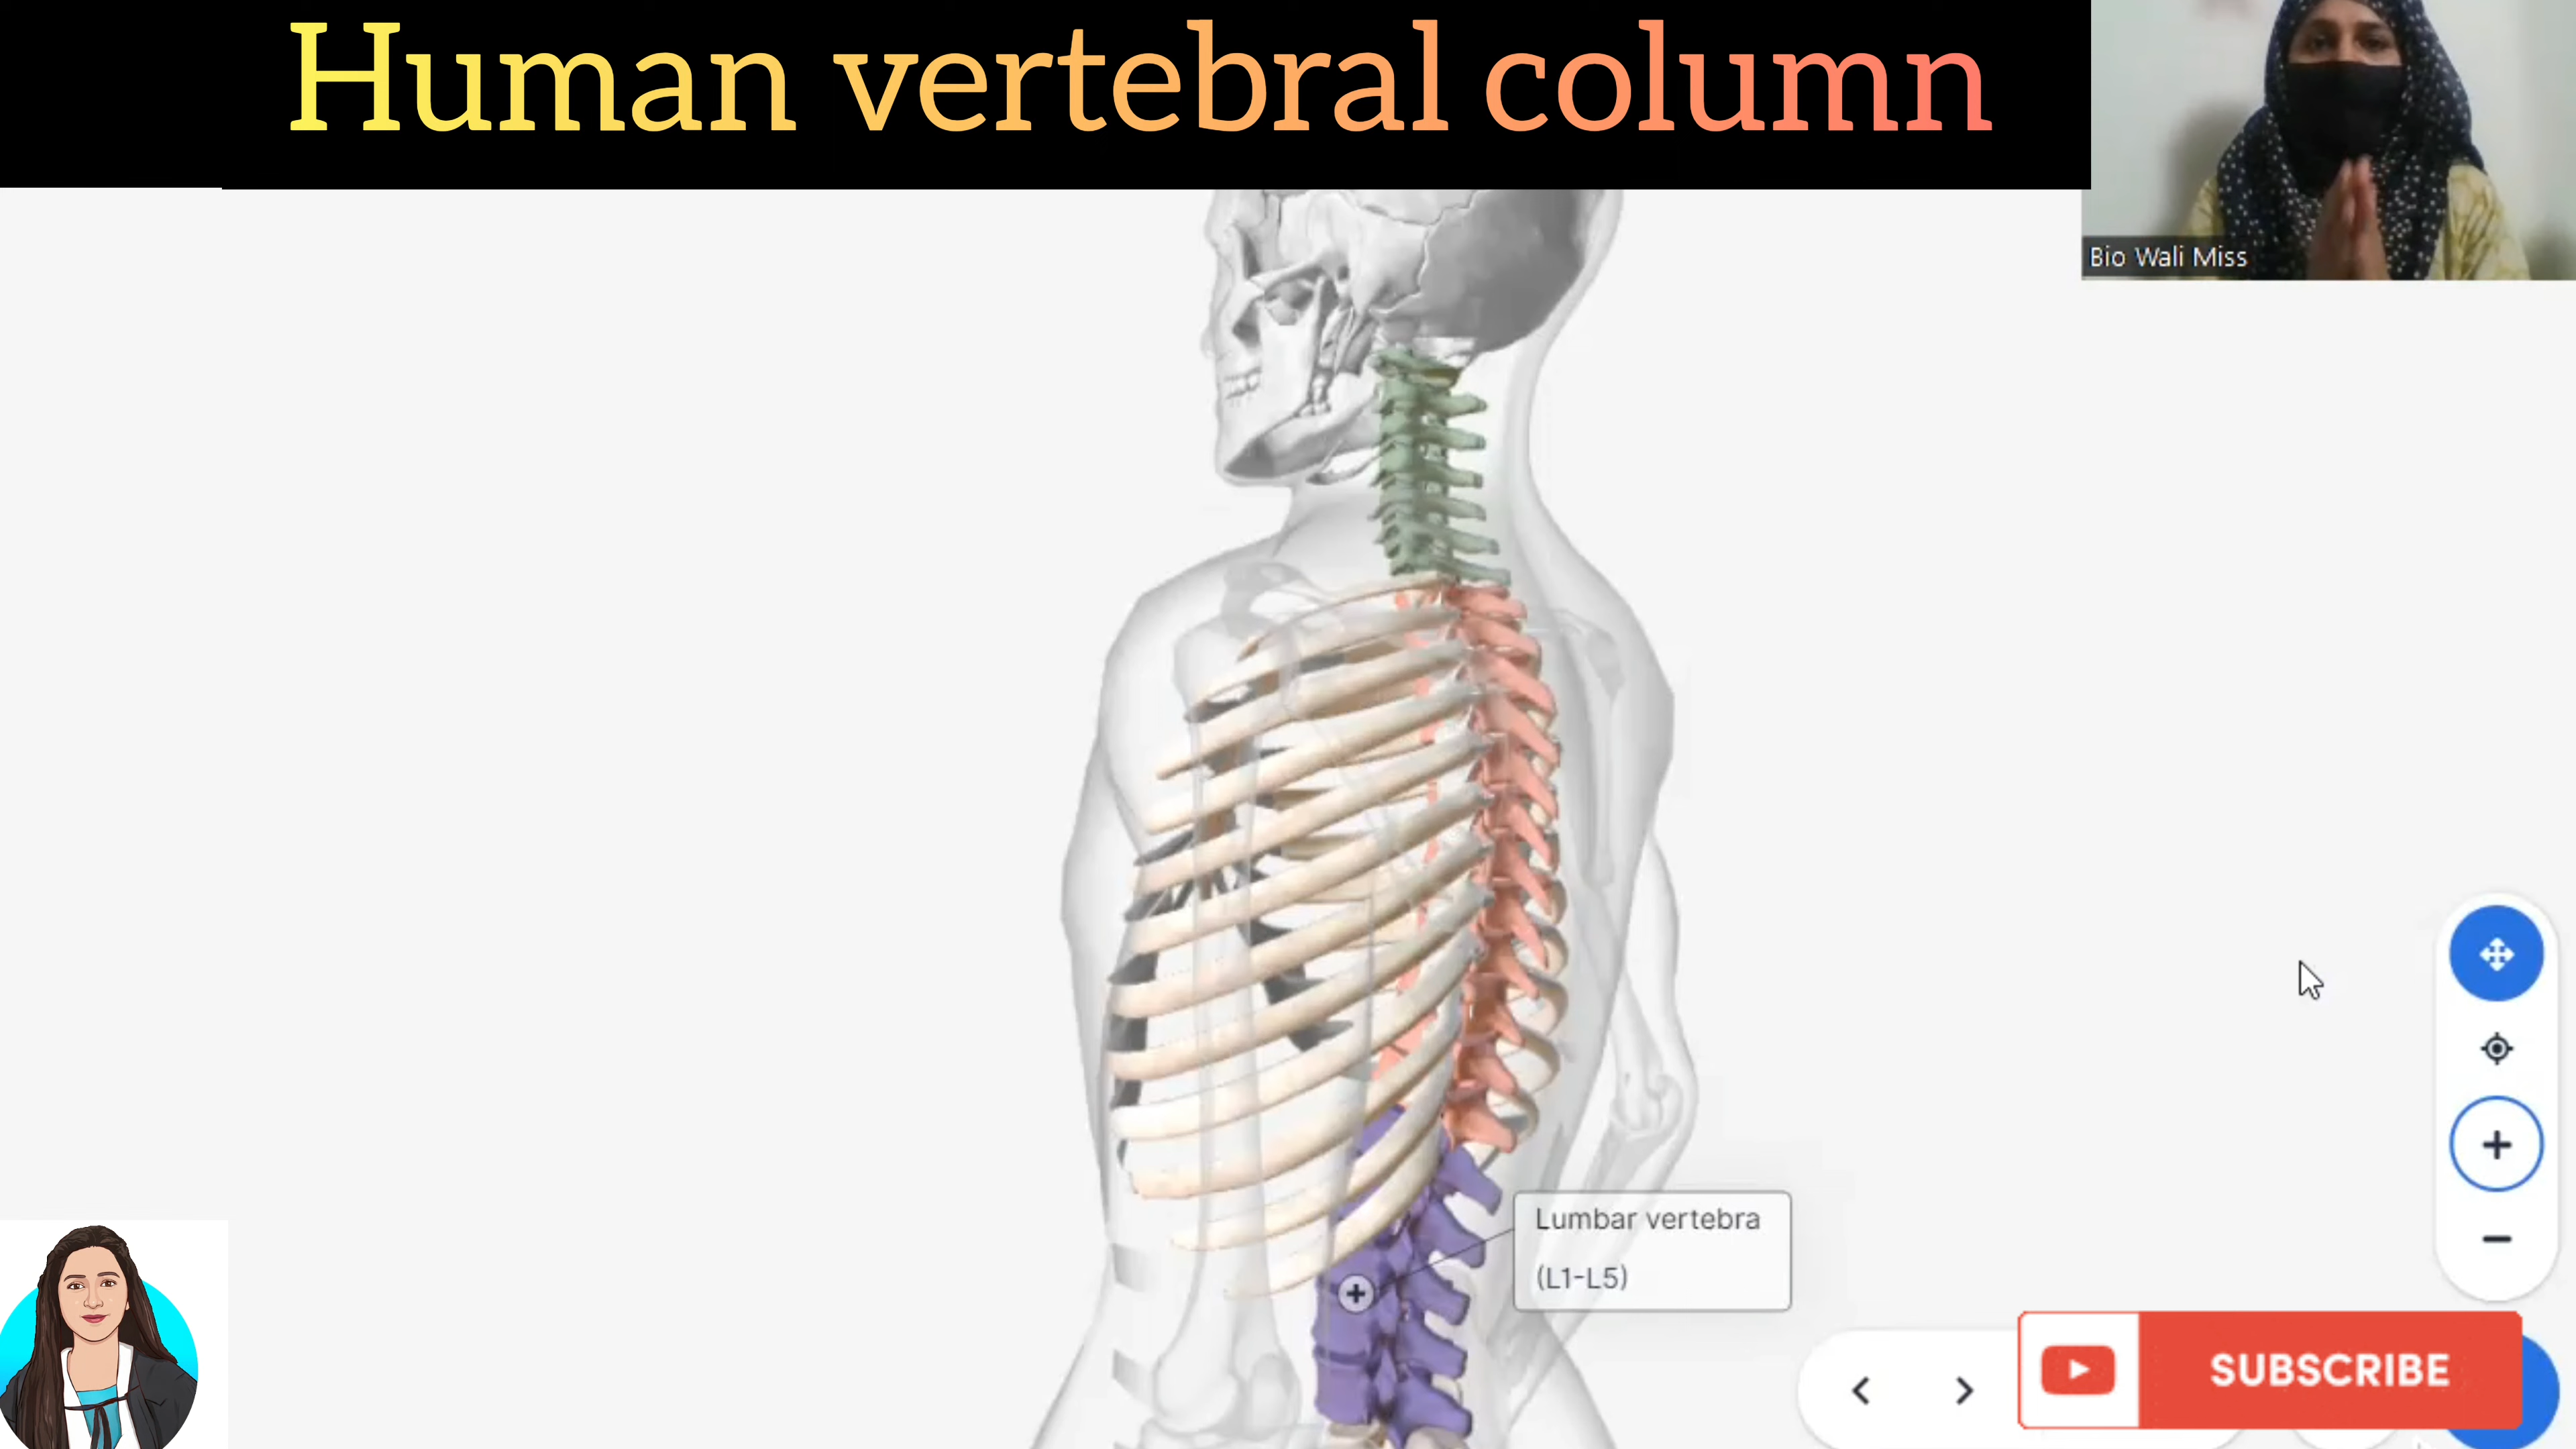 Human vertebral column
Bio Wali Miss
Lumbar vertebra
(L1-L5)
SUBSCRIBE